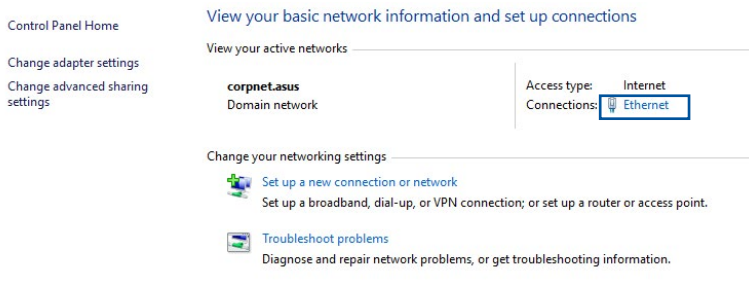 View your basic network information and set up connections
Control Panel Home
Change adapter settings
Change advanced sharing
settings
View your active networks
corpnet.asus
Domain network
Access type: Internet
Connections: Ethernet
Change your networking settings
Set up a new connection or network
Set up a broadband, dial-up, or VPN connection; or set up a router or access point.
Troubleshoot problems
Diagnose and repair network problems, or get troubleshooting information.